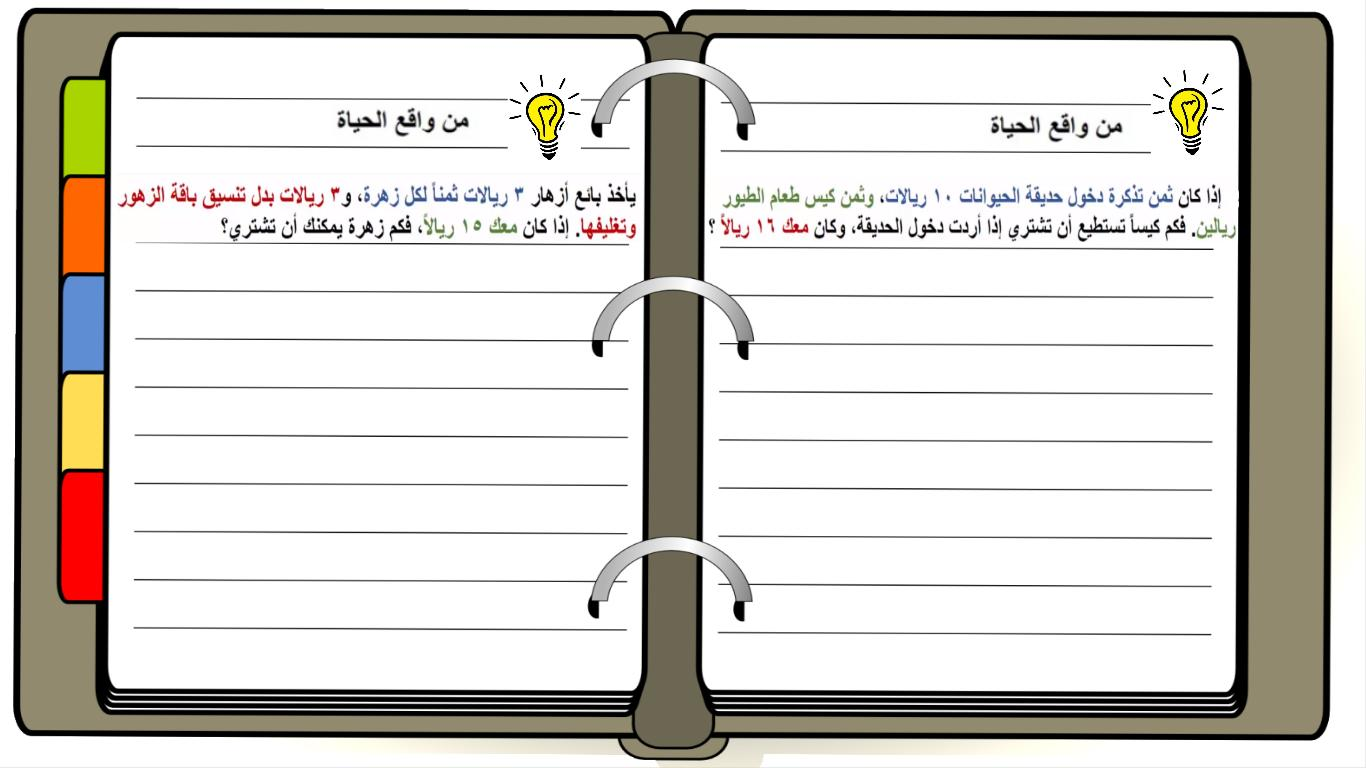 من واقع الحياة
إذا كان ثمن تذكرة دخول حديقة الحيوانات ١٠ ريالات، وثمن كيس طعام الطيور
ريالين. فكم كيساً تستطيع أن تشتري إذا أردت دخول الحديقة، وكان معك ١٦ ريالاً ؟
من واقع الحياة
يأخذ بائع أزهار ٣ ريالات ثمناً لكل زهرة، و٣ ريالات بدل تنسيق باقة الزهور
وتغليفها. إذا كان معك ١٥ ريالاً، فكم زهرة يمكنك أن تشتري؟